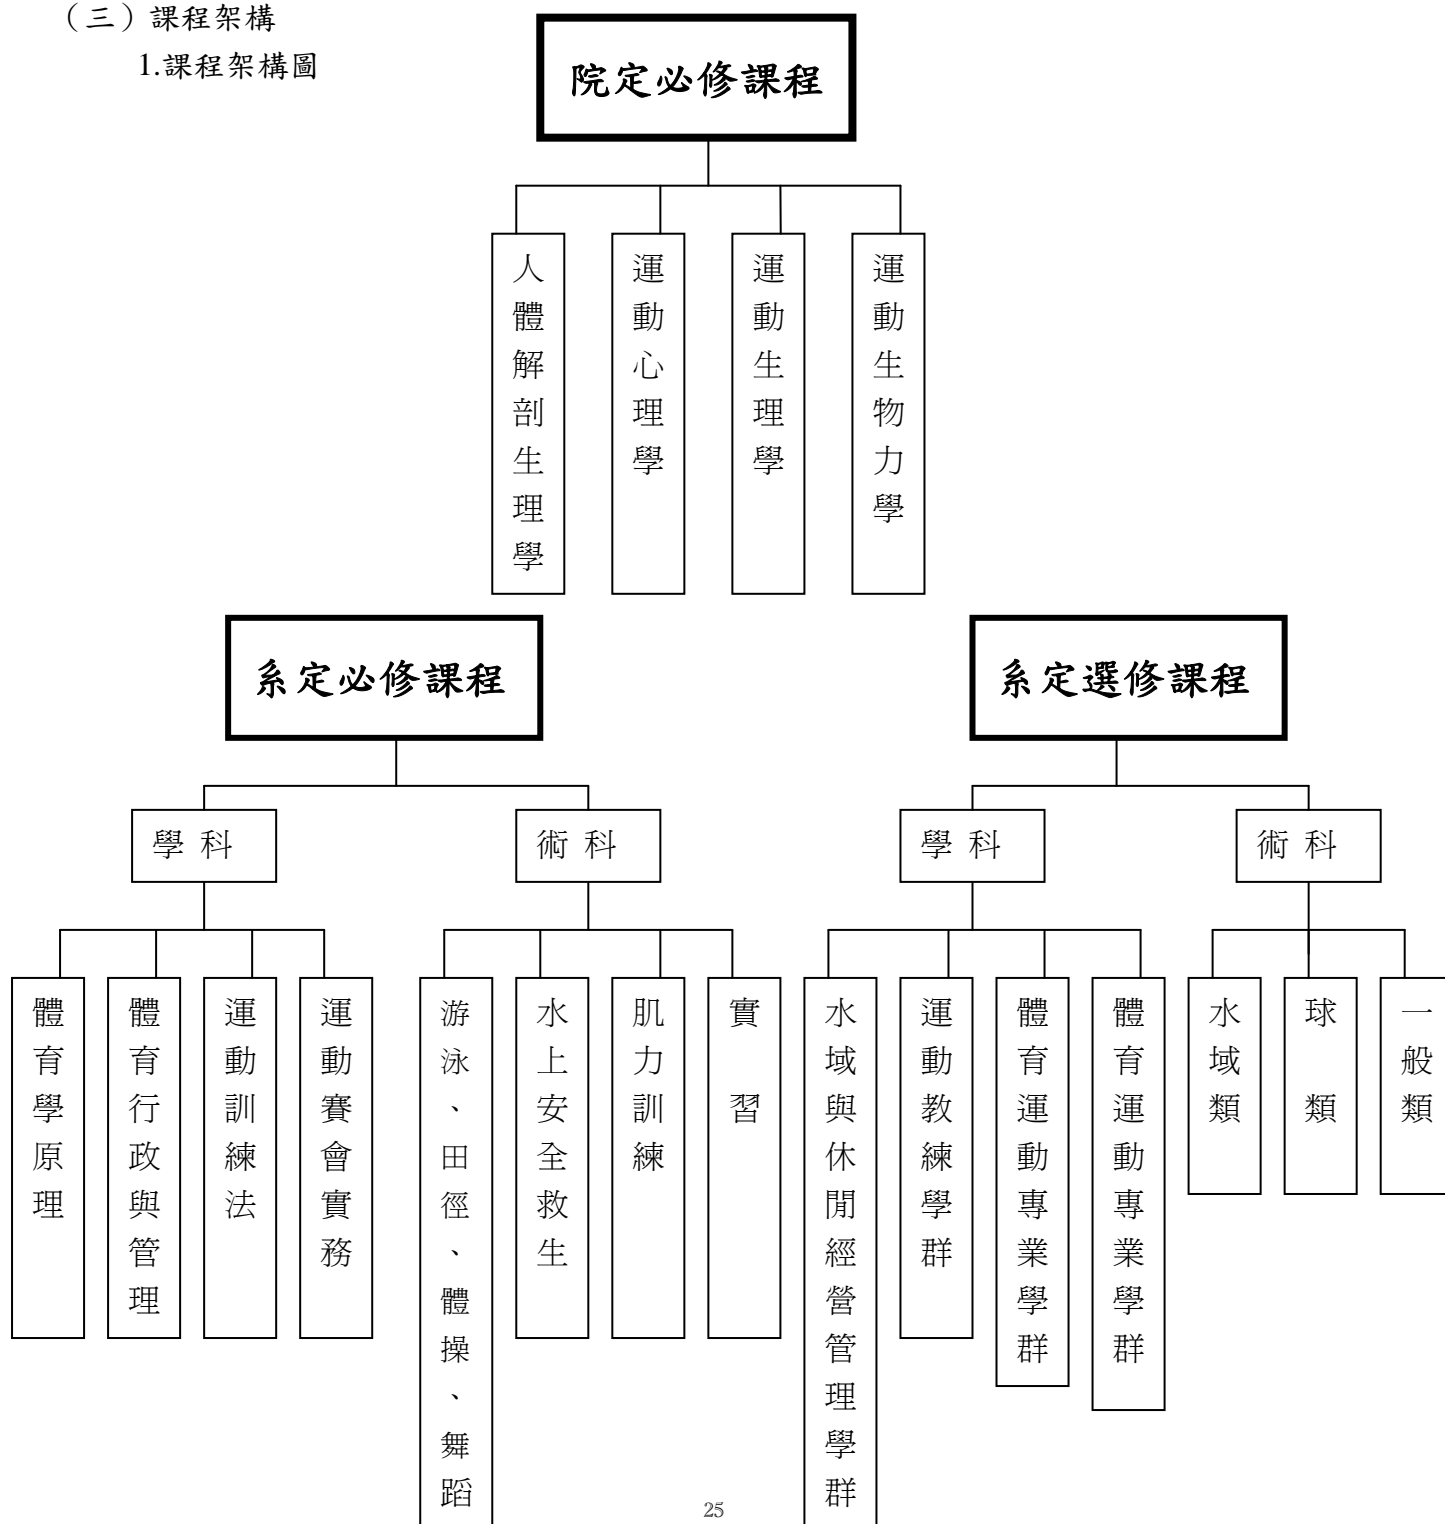 （三）課程架構
1.課程架構圖
院定必修課程
人體解剖生理學
運動心理學
運動生理學
運動生物力學
系定必修課程
系定選修課程
學科
術科
學科
術科
體育學原理
體育行政與管理
運動訓練法
運動賽會實務
游泳、田徑、體操、舞蹈
水上安全救生
肌力訓練
實習
水域與休閒經營管理學群
運動教練學群
體育運動專業學群
體育運動專業學群
水域類
球類
一般類
25